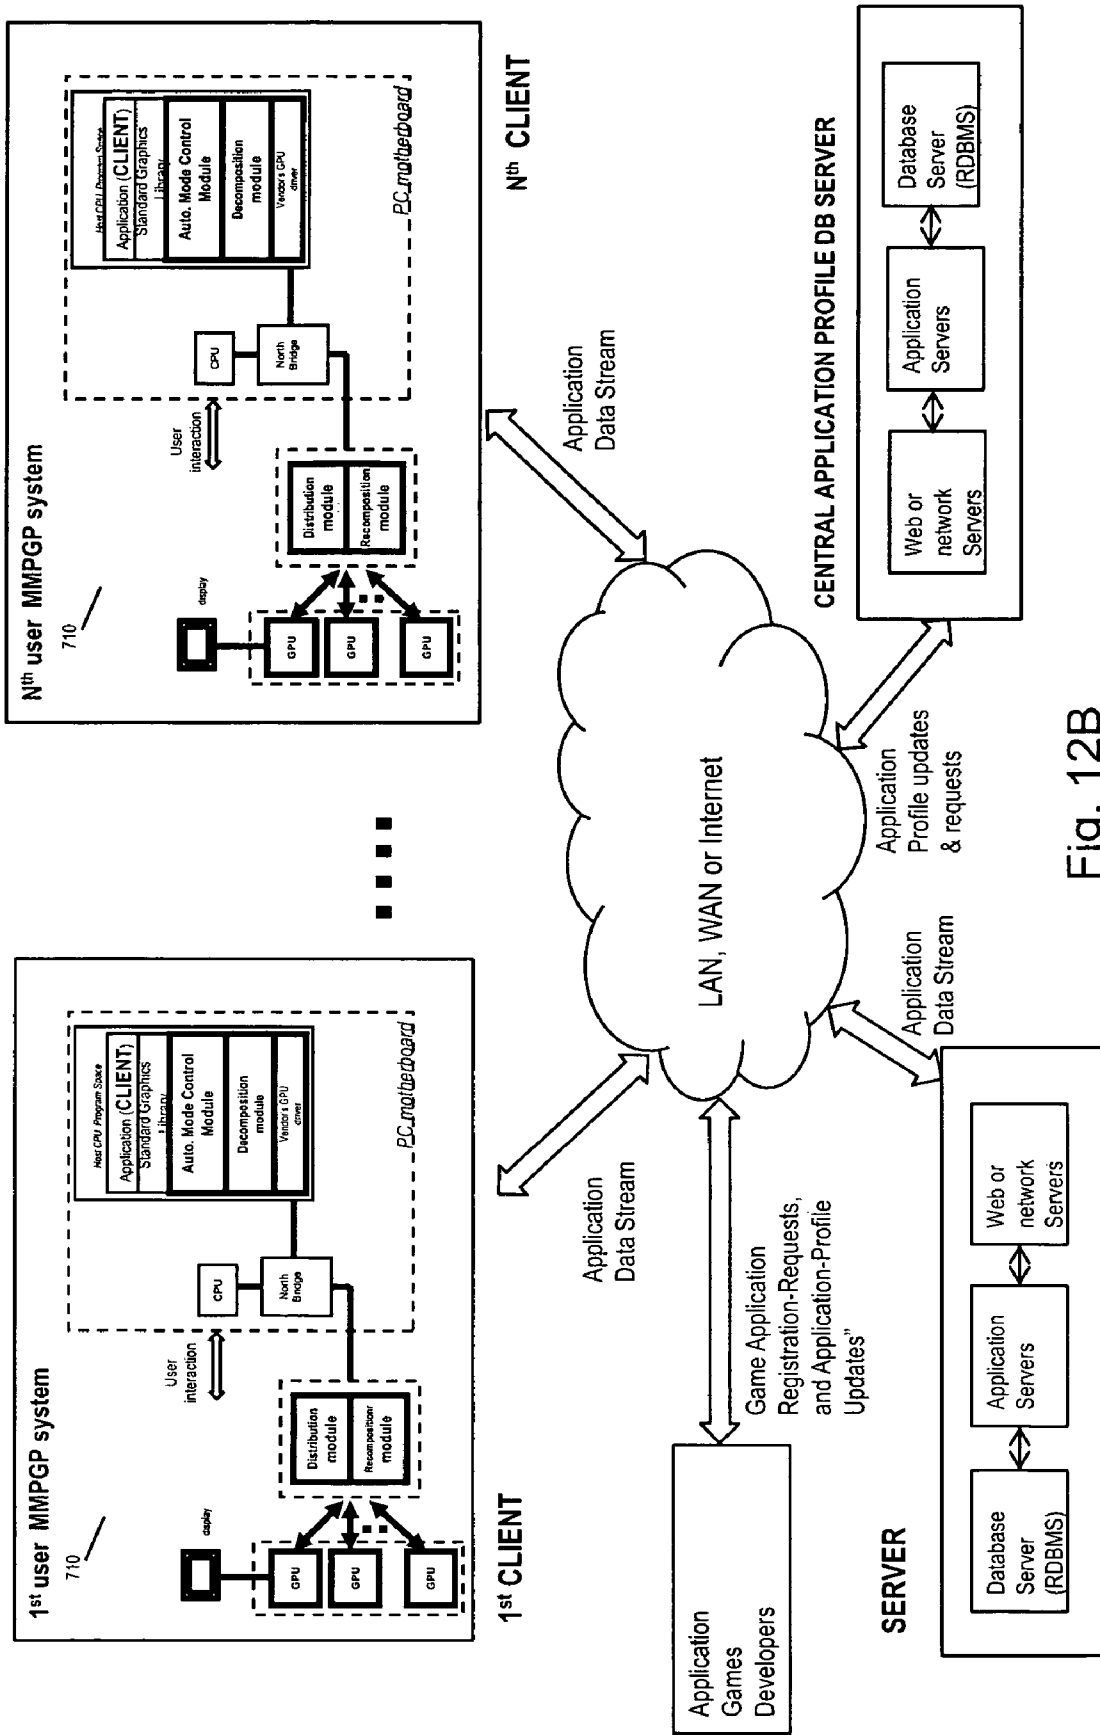 1st user MMPGP system
710
display
GPU
GPU
GPU
Distribution
module
Recompositionr
module
User
interaction
CPU
North
Bridge
Host CPU Program Space
Application (CLIENT)
Standard Graphics
Library
Auto. Mode Control
Module
Decomposition
module
Vendor's GPU
driver
PC motherboard
1st CLIENT
Nth user MMPGP system
710
display
GPU
GPU
GPU
Distribution
module
Recomposition
module
User
interaction
CPU
North
Bridge
Host CPU Program Space
Application (CLIENT)
Standard Graphics
Library
Auto. Mode Control
Module
Decomposition
module
Vendor's GPU
driver
PC motherboard
Nth CLIENT
Application
Data Stream
Application
Data Stream
LAN, WAN or Internet
Application
Games
Developers
Game Application
Registration-Requests,
and Application-Profile
Updates”
Application
Data Stream
Application
Profile updates
& requests
SERVER
Database
Server
(RDBMS)
Application
Servers
Web or
network
Servers
CENTRAL APPLICATION PROFILE DB SERVER
Web or
network
Servers
Application
Servers
Database
Server
(RDBMS)
Fig. 12B